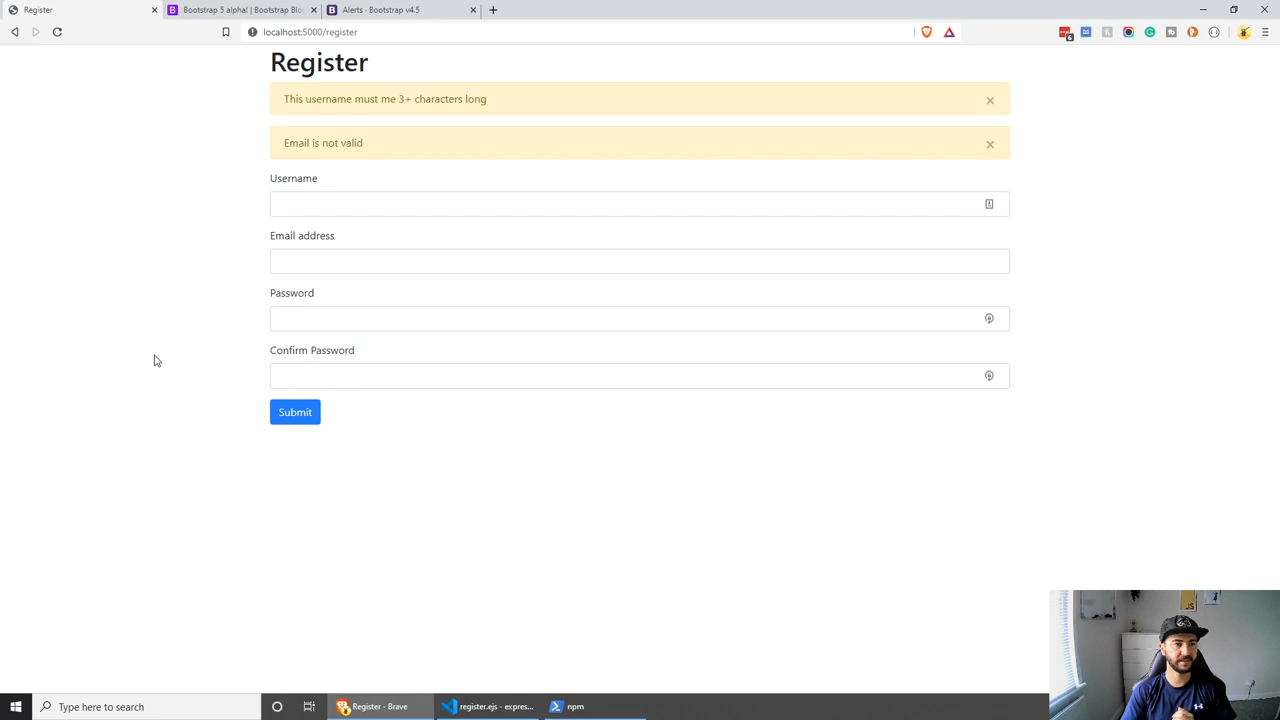 Register
Bootstrap 5 alpha! | Bootstrap Blo
Alerts · Bootstrap v4.5
localhost:5000/register
6
Register
This username must me 3+ characters long
×
Email is not valid
×
Username
Email address
Password
Confirm Password
Submit
JS
Type here to search
Register - Brave
register.ejs - expres...
npm